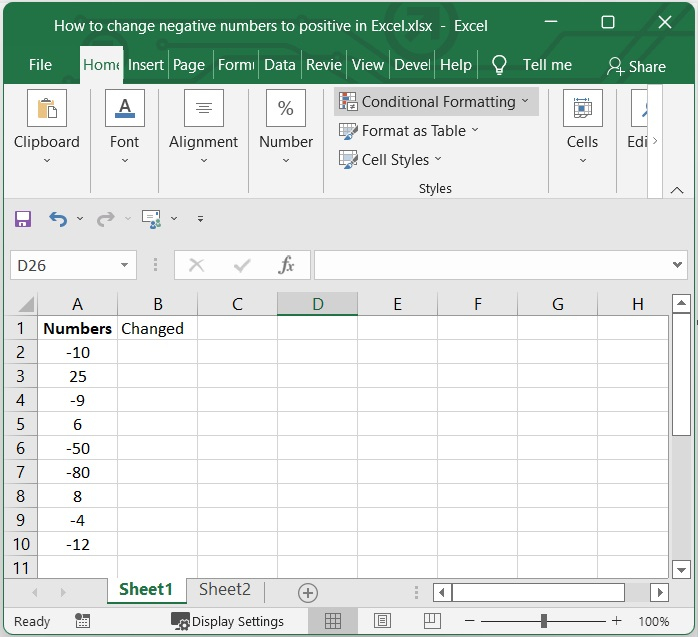 How to change negative numbers to positive in Excel.xlsx - Excel
File Home Insert Page Form Data Revie View Devel Help Tell me Share
Conditional Formatting
Format as Table
Cell Styles
Clipboard Font Alignment Number Cells Edi
Styles
D26 fx
A B C D E F G H
1 Numbers Changed
2 -10
3 25
4 -9
5 6
6 -50
7 -80
8 8
9 -4
10 -12
11
Sheet1 Sheet2
Ready Display Settings 100%